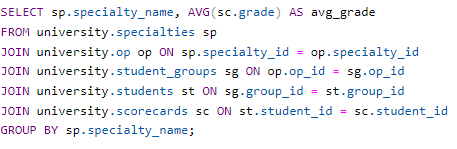 SELECT sp.specialty_name, AVG(sc.grade) AS avg_grade
FROM university.specialties sp
JOIN university.op op ON sp.specialty_id = op.specialty_id
JOIN university.student_groups sg ON op.op_id = sg.op_id
JOIN university.students st ON sg.group_id = st.group_id
JOIN university.scorecards sc ON st.student_id = sc.student_id
GROUP BY sp.specialty_name;